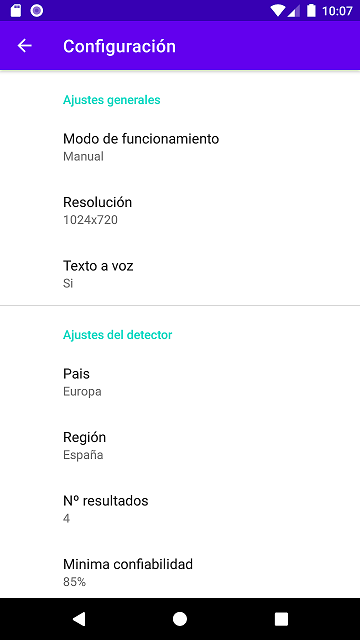 10:07
Configuración
Ajustes generales
Modo de funcionamiento
Manual
Resolución
1024x720
Texto a voz
Si
Ajustes del detector
Pais
Europa
Región
España
Nº resultados
4
Minima confiabilidad
85%